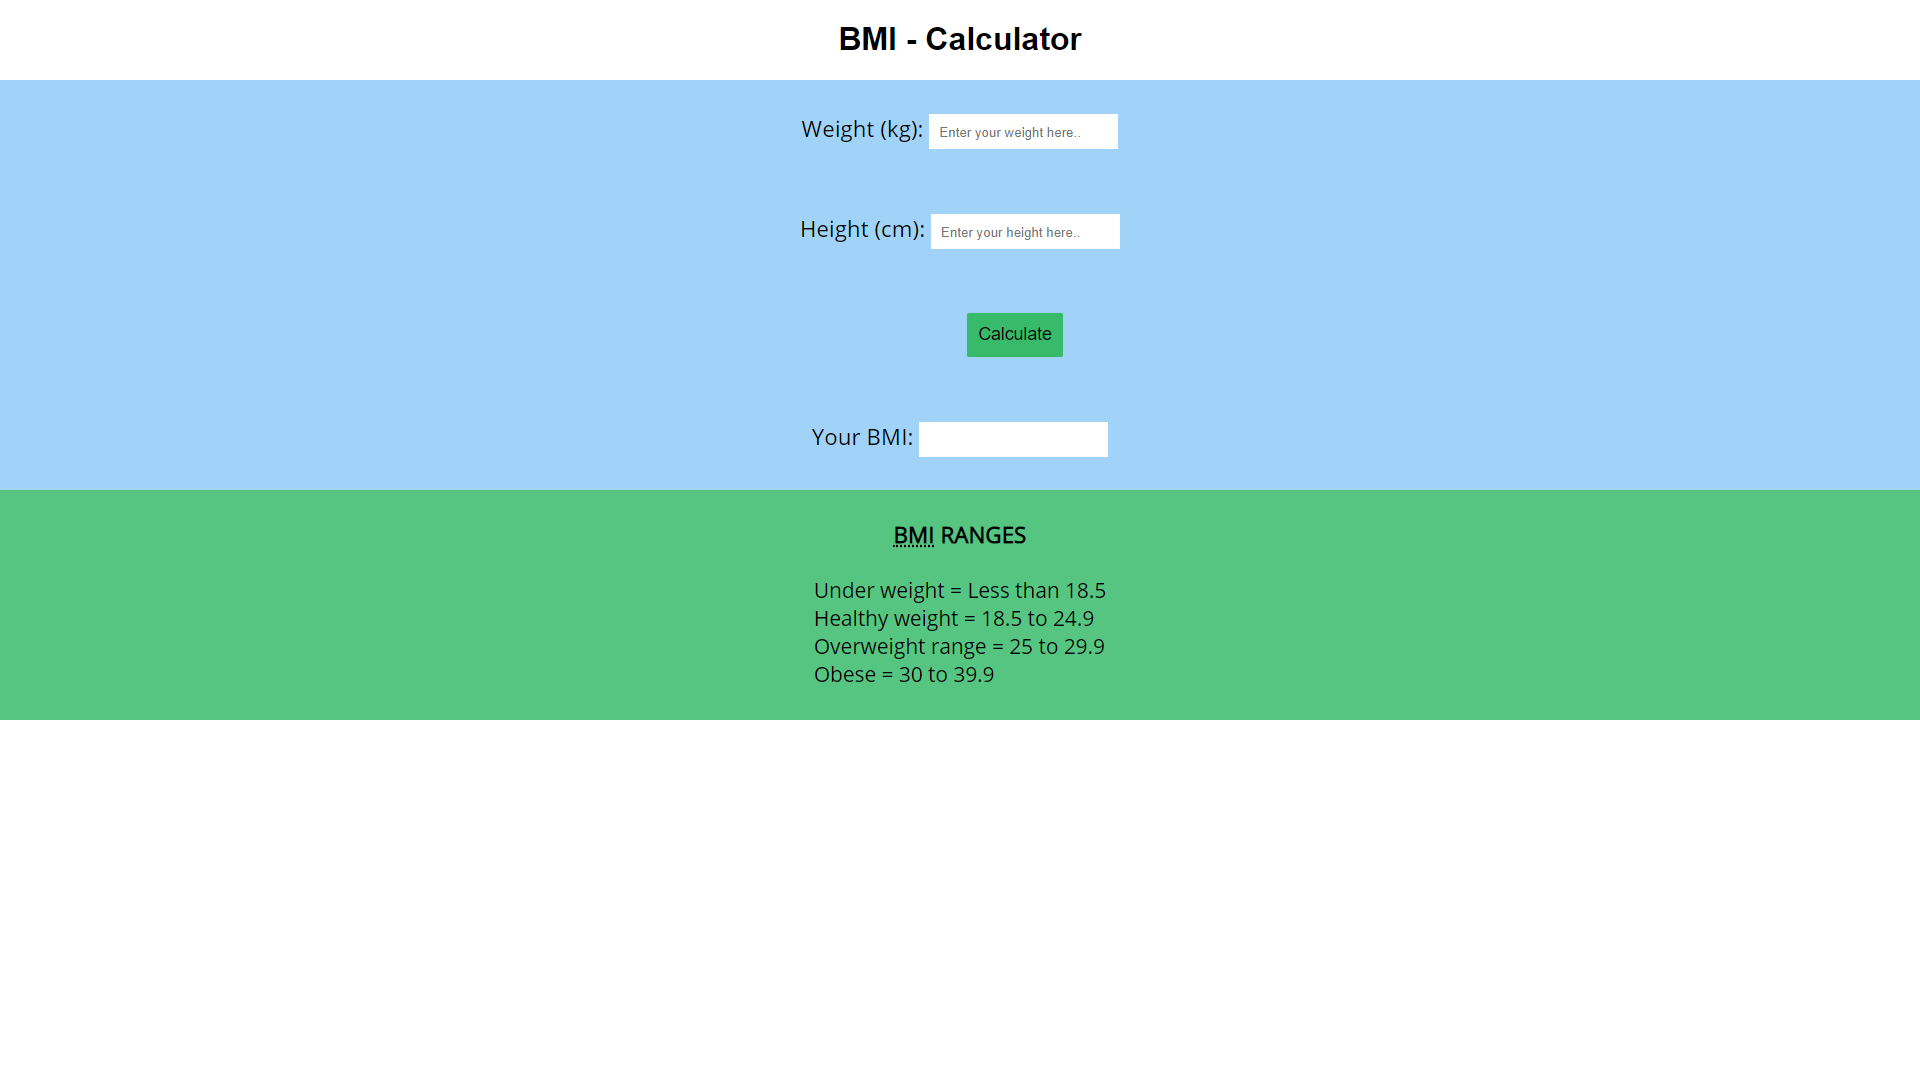 BMI - Calculator
Weight (kg): Enter your weight here..
Height (cm): Enter your height here..
Calculate
Your BMI:
BMI RANGES
Under weight = Less than 18.5
Healthy weight = 18.5 to 24.9
Overweight range = 25 to 29.9
Obese = 30 to 39.9